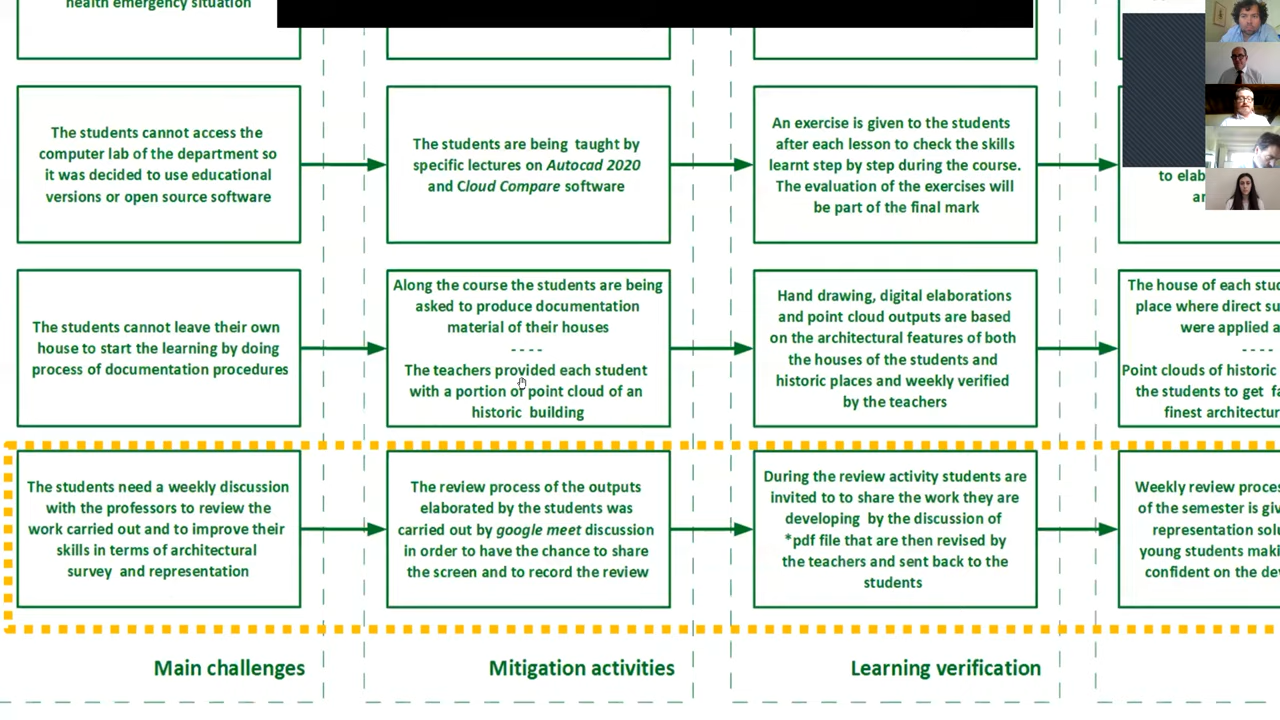 health emergency situation
The students cannot access the
computer lab of the department so
it was decided to use educational
versions or open source software
The students are being taught by
specific lectures on Autocad 2020
and Cloud Compare software
An exercise is given to the students
after each lesson to check the skills
learnt step by step during the course.
The evaluation of the exercises will
be part of the final mark
to elab
The students cannot leave their own
house to start the learning by doing
process of documentation procedures
Along the course the students are being
asked to produce documentation
material of their houses
----
The teachers provided each student
with a portion of point cloud of an
historic building
Hand drawing, digital elaborations
and point cloud outputs are based
on the architectural features of both
the houses of the students and
historic places and weekly verified
by the teachers
The house of each stu
place where direct su
were applied a
----
Point clouds of historic
the students to get fa
finest architectur
The students need a weekly discussion
with the professors to review the
work carried out and to improve their
skills in terms of architectural
survey and representation
The review process of the outputs
elaborated by the students was
carried out by google meet discussion
in order to have the chance to share
the screen and to record the review
During the review activity students are
invited to to share the work they are
developing by the discussion of
*pdf file that are then revised by
the teachers and sent back to the
students
Weekly review proces
of the semester is giv
representation solu
young students maki
confident on the de
Main challenges
Mitigation activities
Learning verification